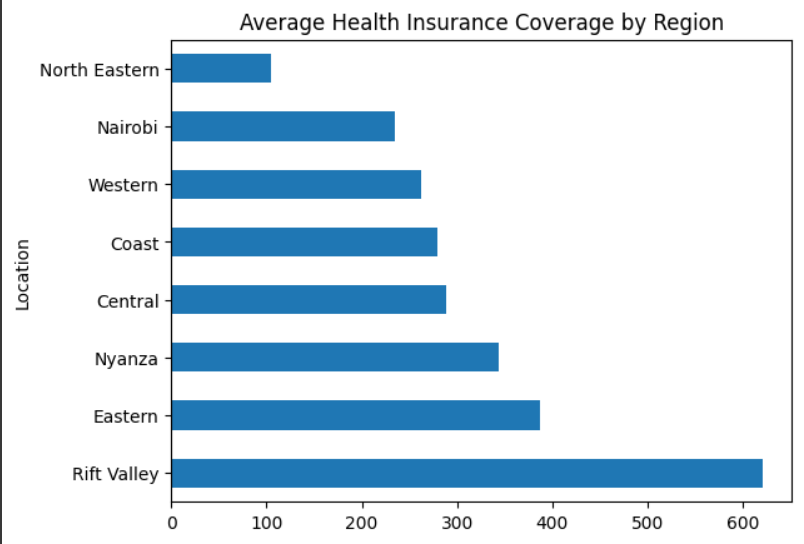 Average Health Insurance Coverage by Region
North Eastern
Nairobi
Western
Coast
Central
Nyanza
Eastern
Rift Valley
Location
0 100 200 300 400 500 600